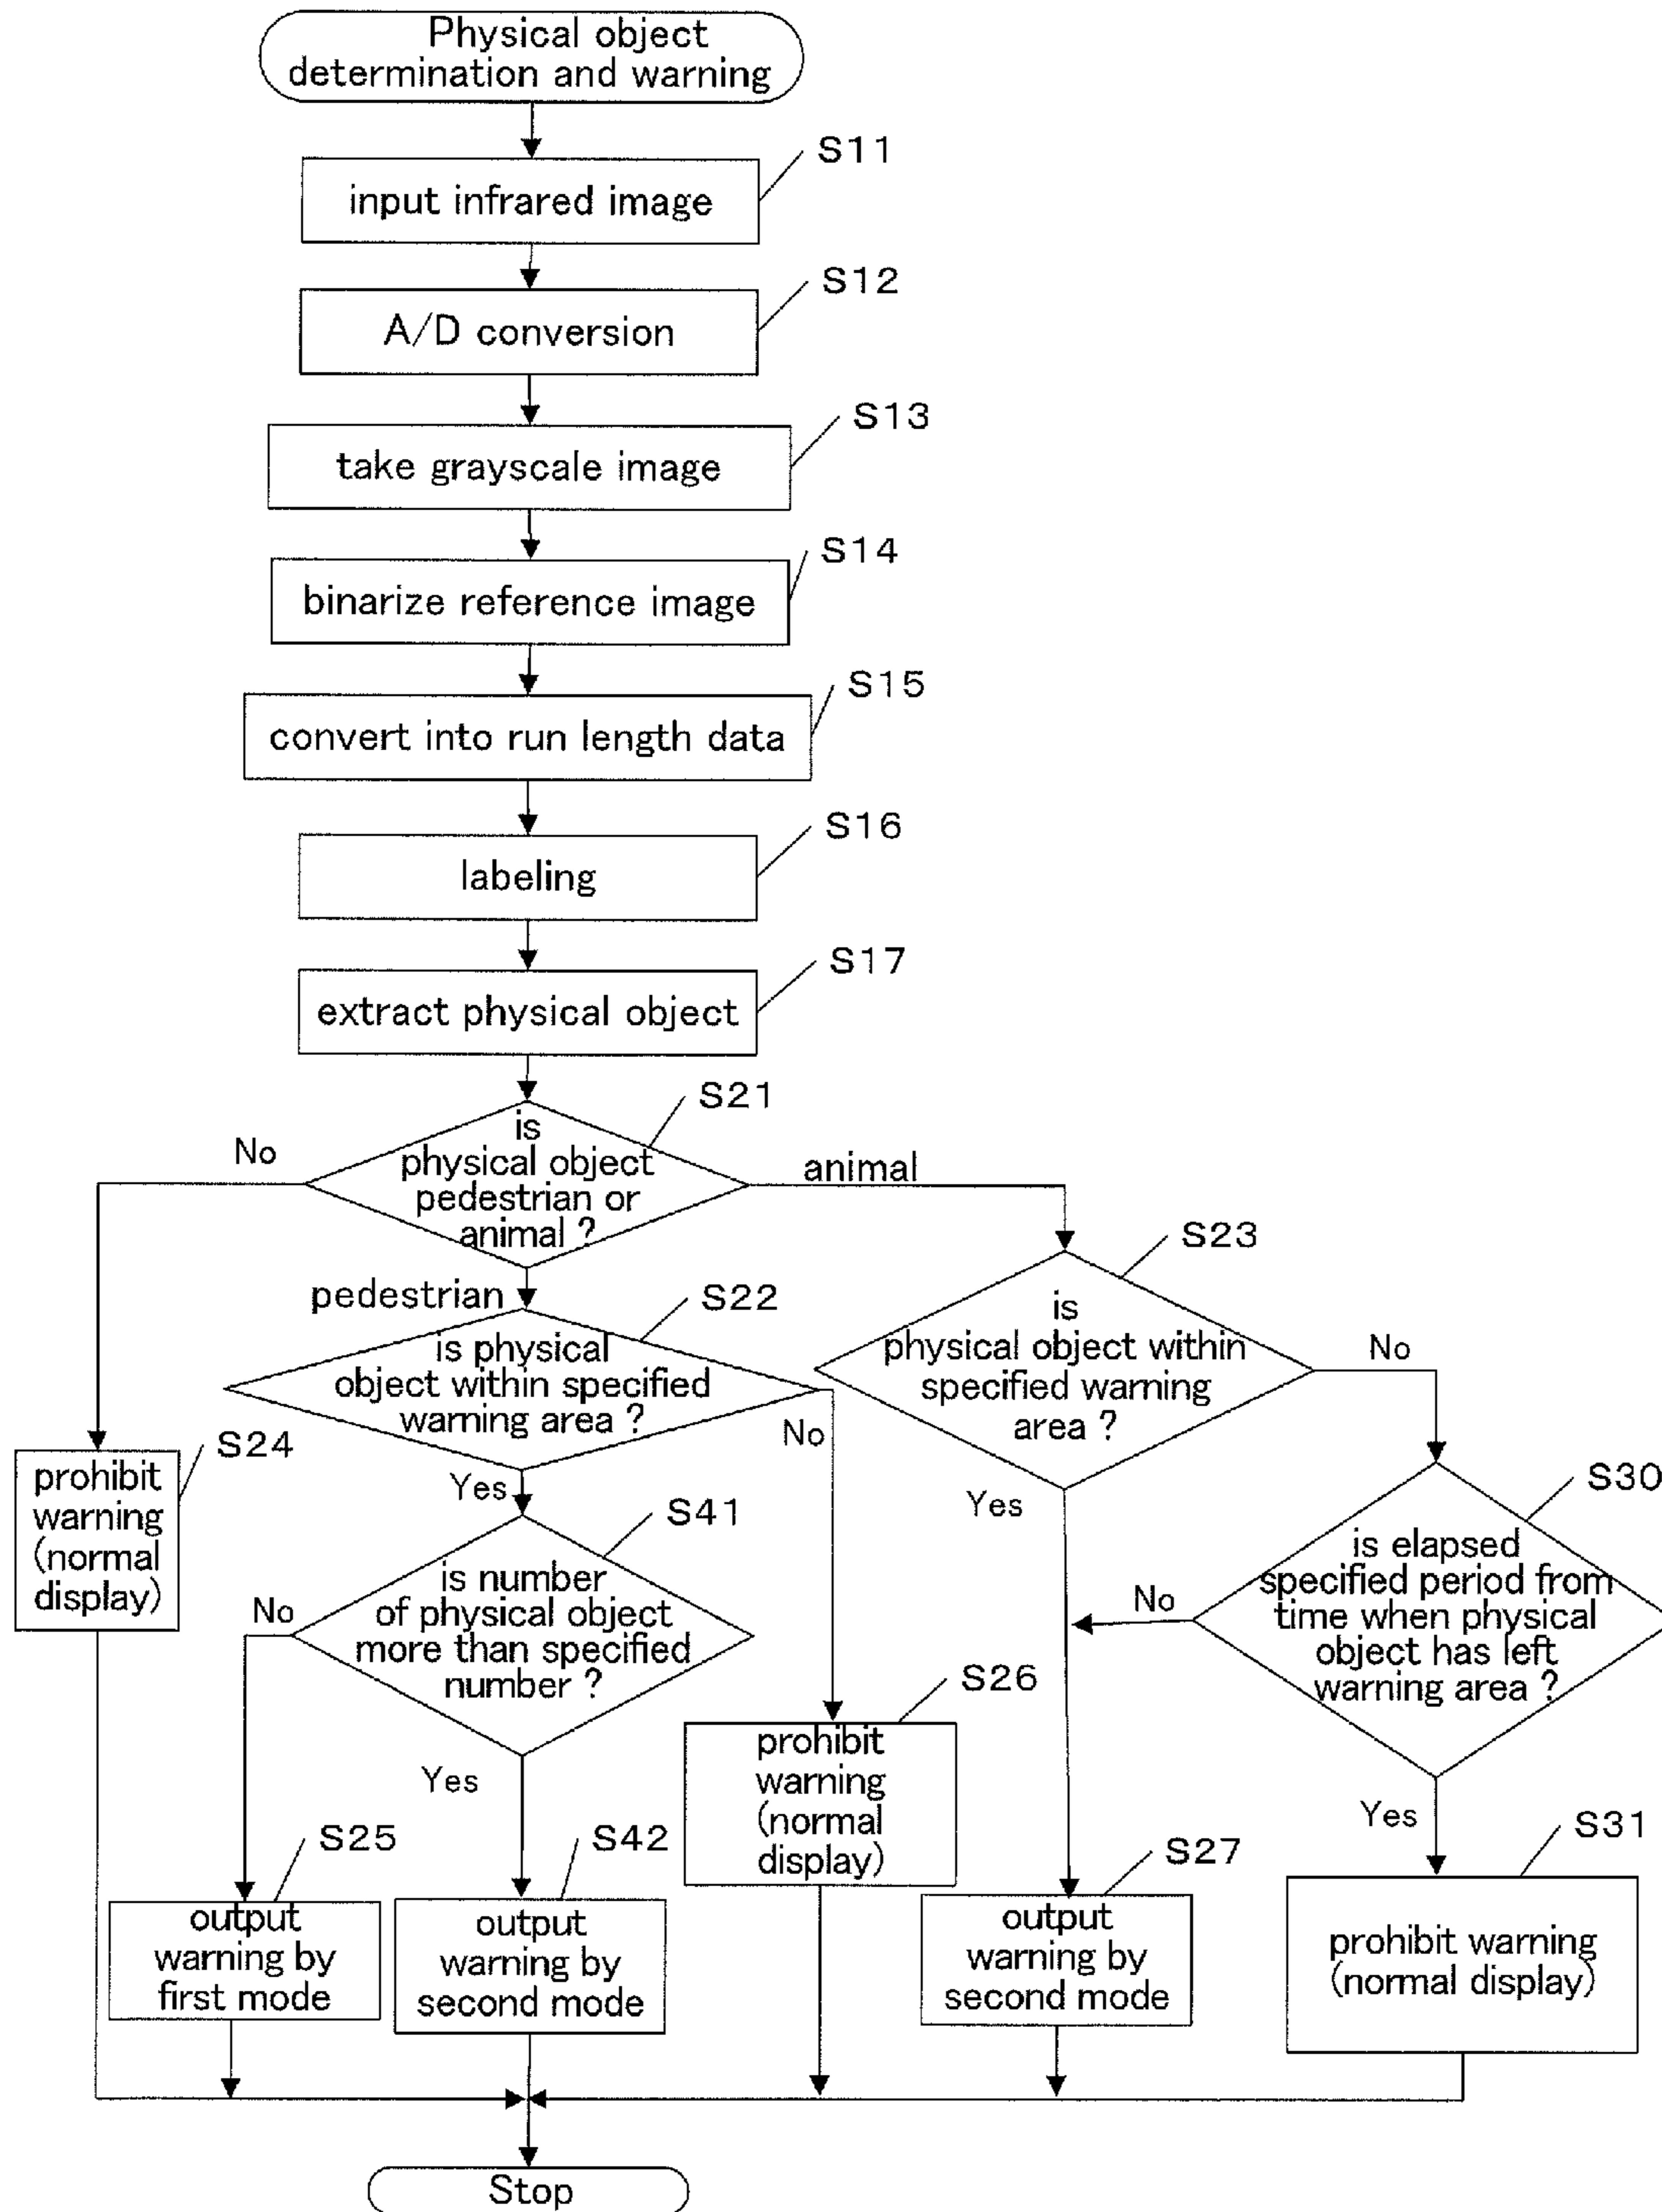 Physical object
determination and warning
S11
input infrared image
S12
A/D conversion
S13
take grayscale image
S14
binarize reference image
S15
convert into run length data
S16
labeling
S17
extract physical object
S21
is
physical object
pedestrian or
animal ?
No
animal
pedestrian
S22
is physical
object within specified
warning area ?
No
Yes
S23
is
physical object within
specified warning
area ?
No
Yes
S24
prohibit
warning
(normal
display)
S41
is number
of physical object
more than specified
number ?
No
Yes
S30
is elapsed
specified period from
time when physical
object has left
warning area ?
No
Yes
S26
prohibit
warning
(normal
display)
S25
output
warning by
first mode
S42
output
warning by
second mode
S27
output
warning by
second mode
S31
prohibit warning
(normal display)
Stop